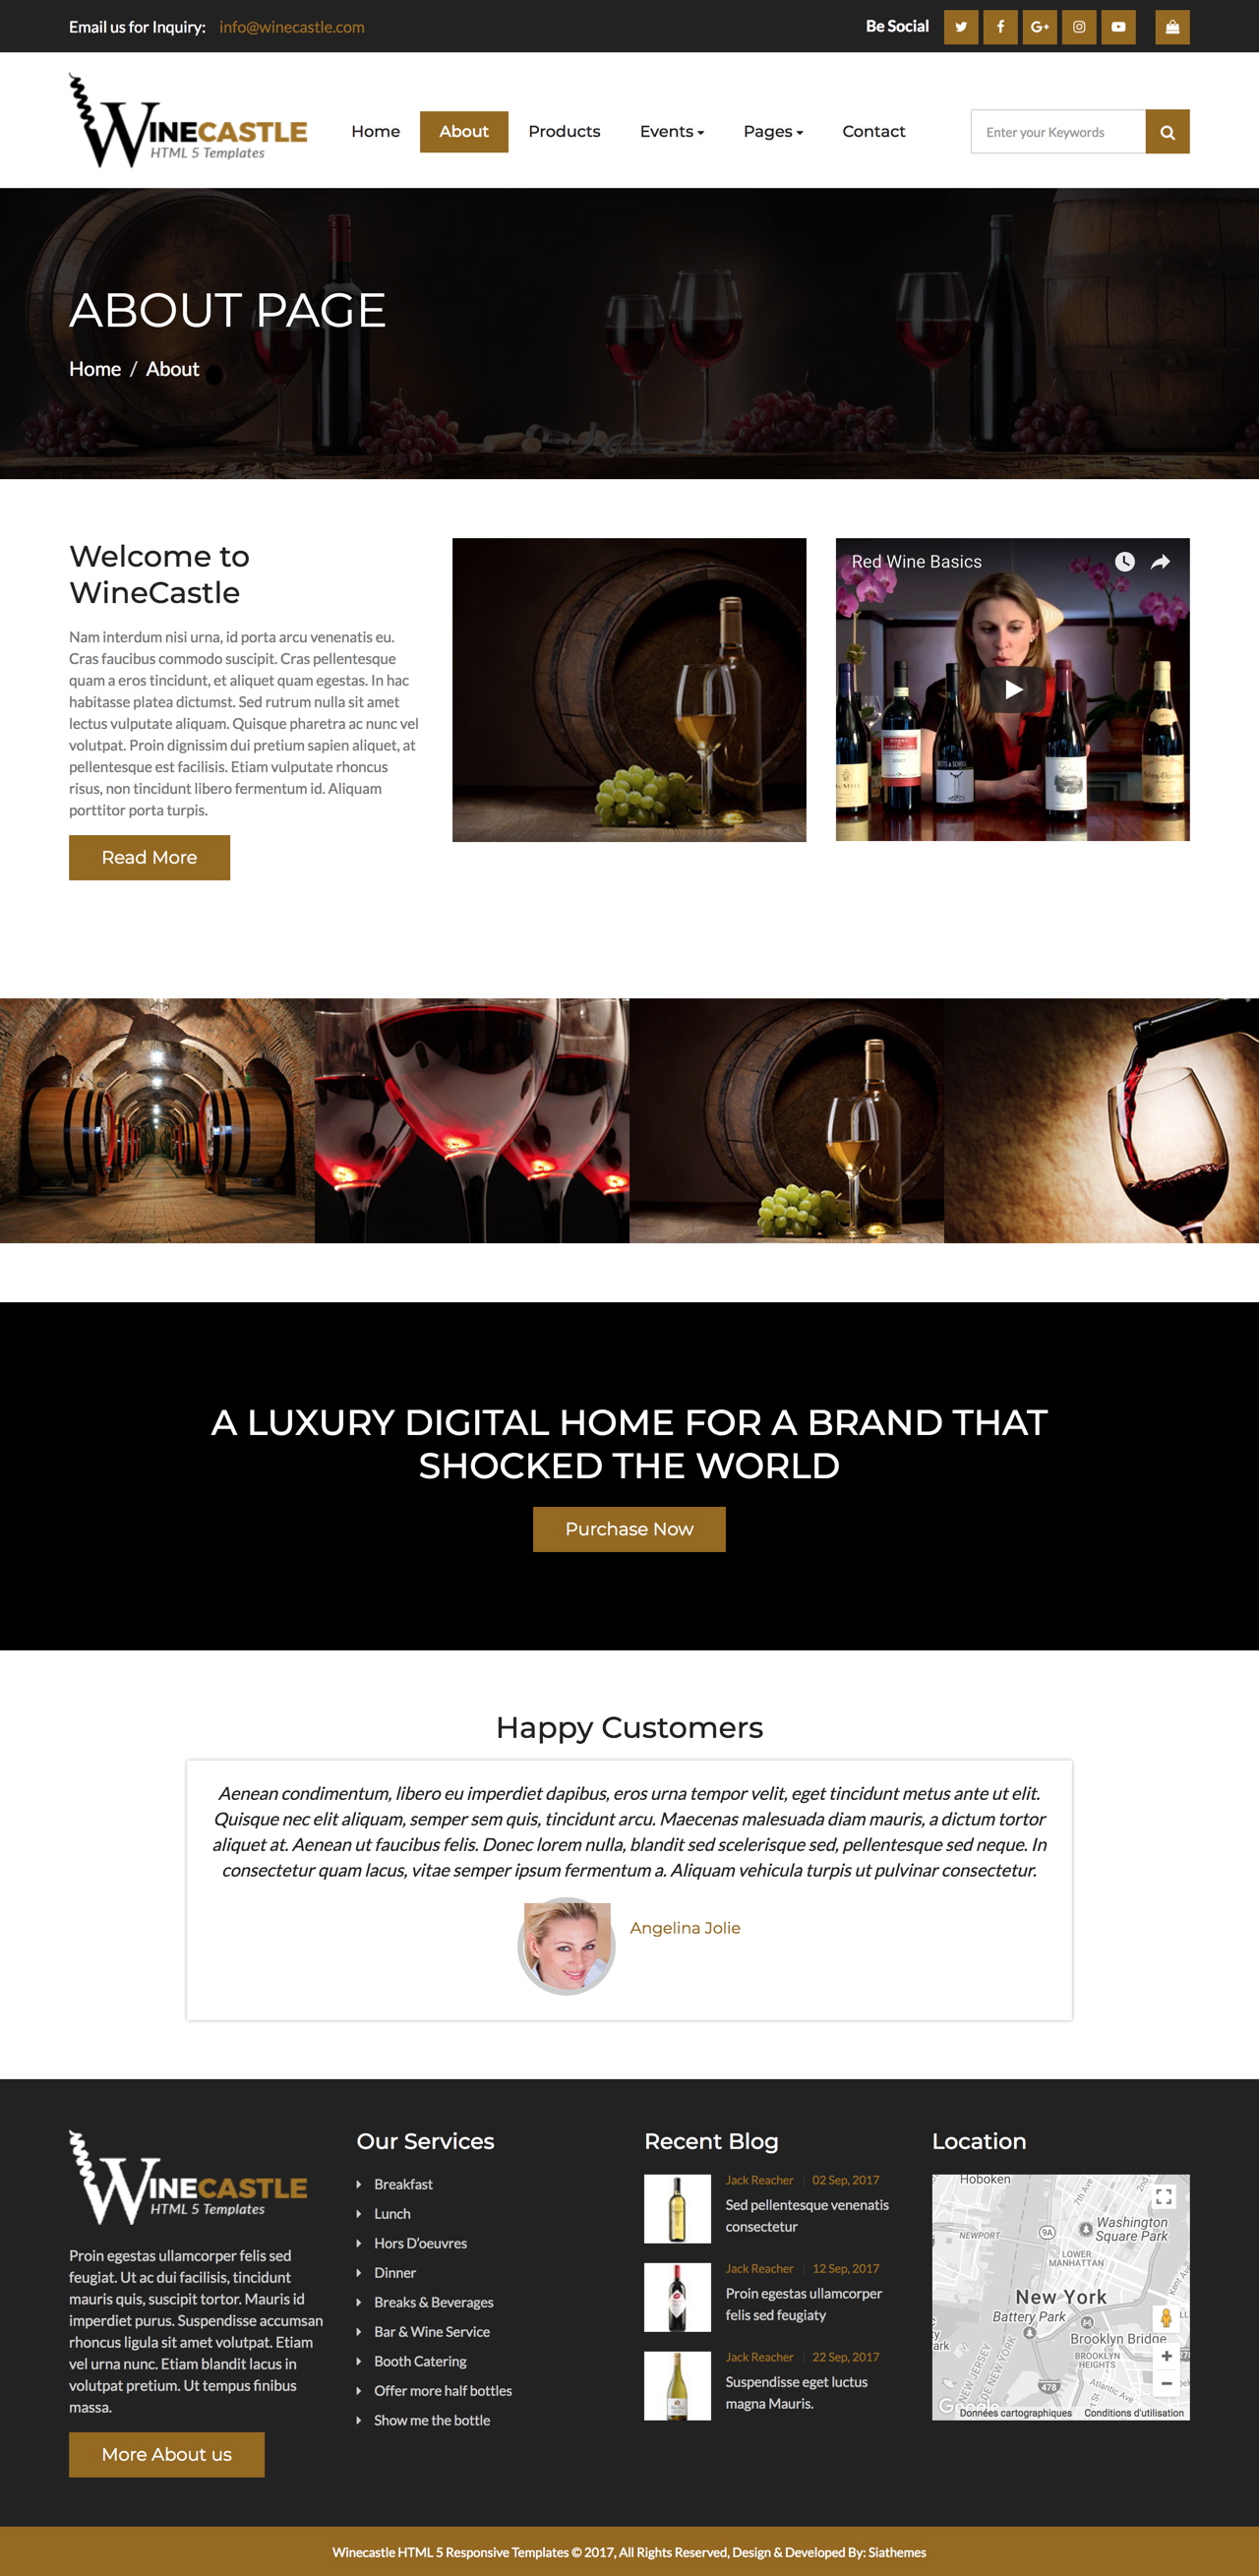 Email us for Inquiry: info@winecastle.com
Be Social
WINECASTLE
HTML 5 Templates
Home About Products Events Pages Contact
Enter your Keywords
ABOUT PAGE
Home / About
Welcome to
WineCastle
Nam interdum nisi urna, id porta arcu venenatis eu.
Cras faucibus commodo suscipit. Cras pellentesque
quam a eros tincidunt, et aliquet quam egestas. In hac
habitasse platea dictumst. Sed rutrum nulla sit amet
lectus vulputate aliquam. Quisque pharetra ac nunc vel
volutpat. Proin dignissim dui pretium sapien aliquet, at
pellentesque est facilisis. Etiam vulputate rhoncus
risus, non tincidunt libero fermentum id. Aliquam
porttitor porta turpis.
Read More
Red Wine Basics
A LUXURY DIGITAL HOME FOR A BRAND THAT
SHOCKED THE WORLD
Purchase Now
Happy Customers
Aenean condimentum, libero eu imperdiet dapibus, eros urna tempor velit, eget tincidunt metus ante ut elit.
Quisque nec elit aliquam, semper sem quis, tincidunt arcu. Maecenas malesuada diam mauris, a dictum tortor
aliquet at. Aenean ut faucibus felis. Donec lorem nulla, blandit sed scelerisque sed, pellentesque sed neque. In
consectetur quam lacus, vitae semper ipsum fermentum a. Aliquam vehicula turpis ut pulvinar consectetur.
Angelina Jolie
WINECASTLE
HTML 5 Templates
Proin egestas ullamcorper felis sed
feugiat. Ut ac dui facilisis, tincidunt
mauris quis, suscipit tortor. Mauris id
imperdiet purus. Suspendisse accumsan
rhoncus ligula sit amet volutpat. Etiam
vel urna nunc. Etiam blandit lacus in
volutpat pretium. Ut tempus finibus
massa.
More About us
Our Services
Breakfast
Lunch
Hors D'oeuvres
Dinner
Breaks & Beverages
Bar & Wine Service
Booth Catering
Offer more half bottles
Show me the bottle
Recent Blog
Jack Reacher | 02 Sep, 2017
Sed pellentesque venenatis
consectetur
Jack Reacher | 12 Sep, 2017
Proin egestas ullamcorper
felis sed feugiaty
Jack Reacher | 22 Sep, 2017
Suspendisse eget luctus
magna Mauris.
Location
Hoboken
7th Ave
Washington
Square Park
NEWPORT
9A
LOWER
MANHATTAN
Kent Ave
New York
Battery Park
Brooklyn Bridge
BROOKLYN
HEIGHTS
NEW JERSEY
NEW YORK
478
Atlantic Ave
Google
Données cartographiques Conditions d'utilisation
Winecastle HTML 5 Responsive Templates © 2017, All Rights Reserved, Design & Developed By: Siathemes